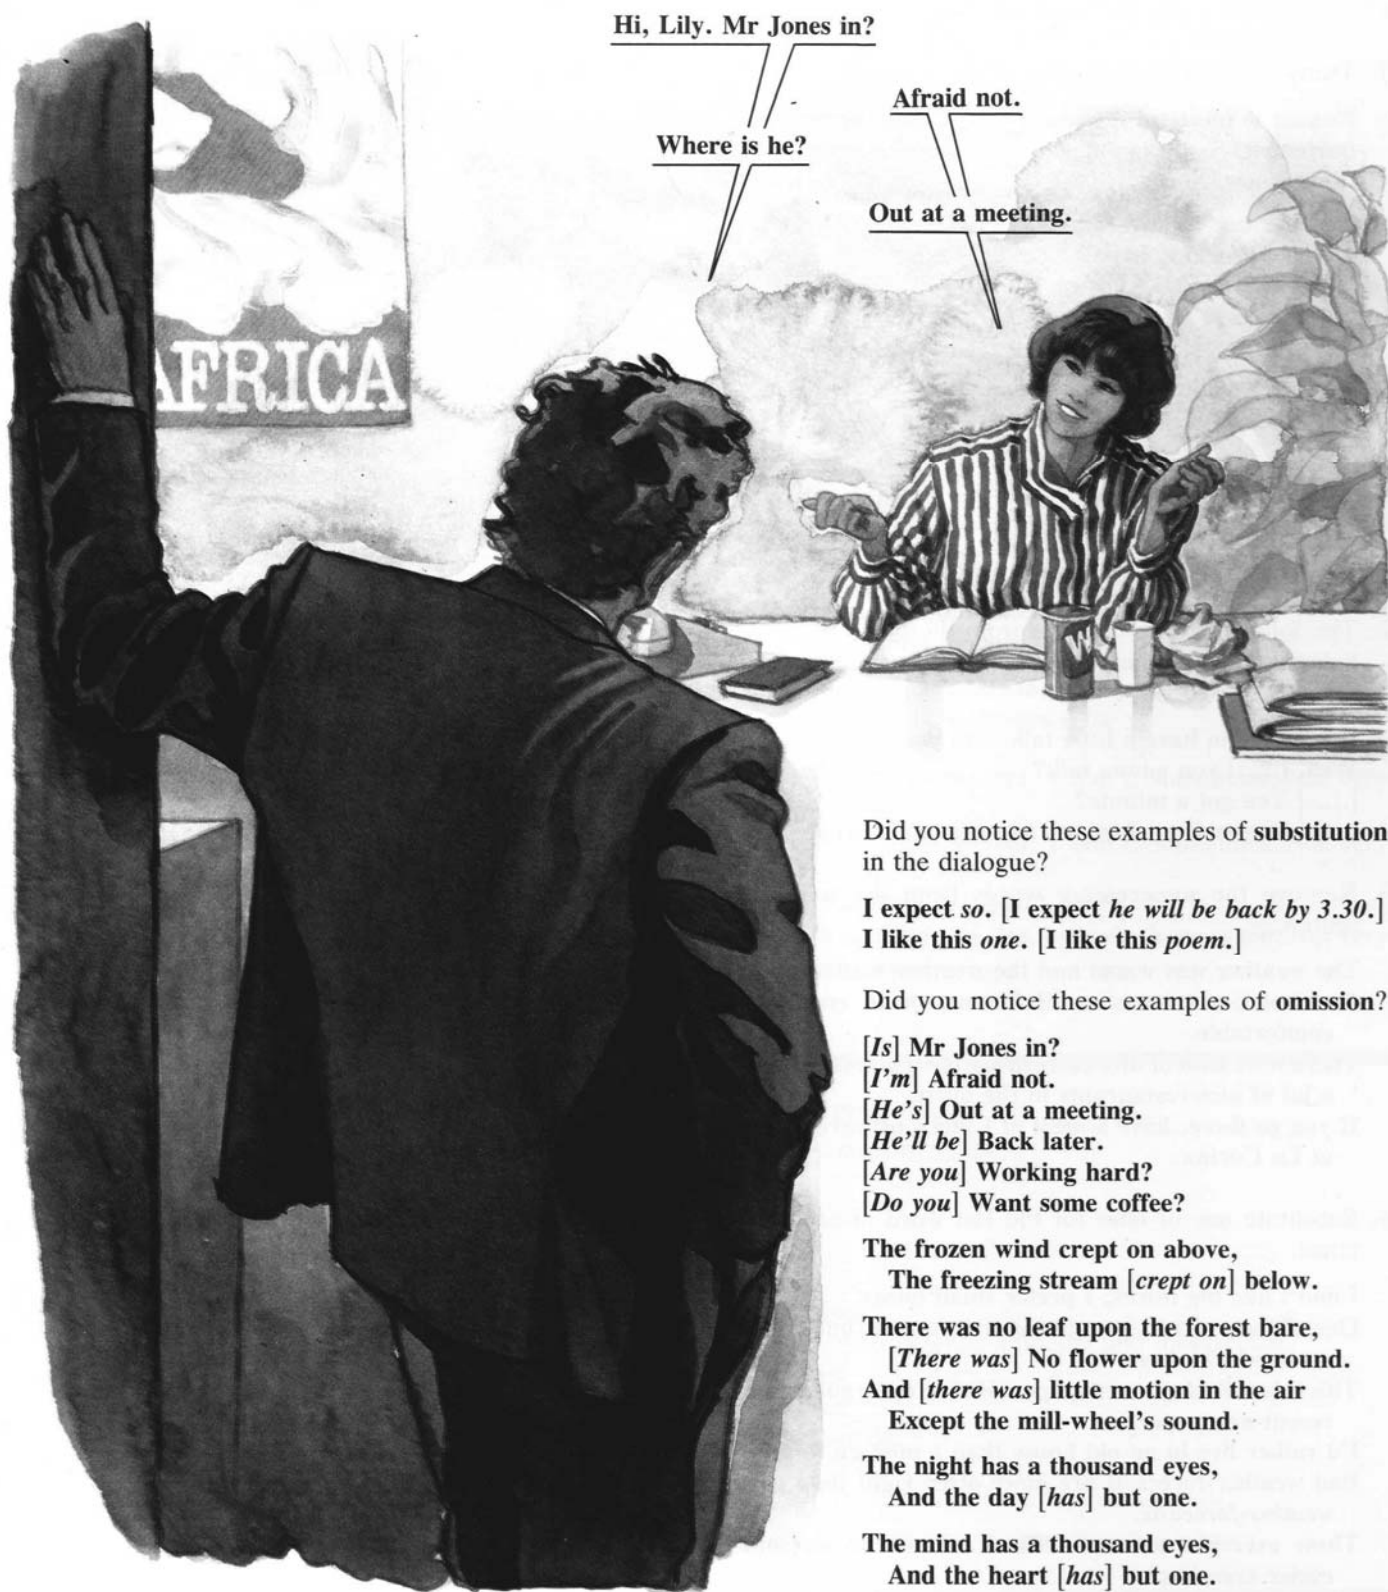 Hi, Lily. Mr Jones in?
Afraid not.
Where is he?
Out at a meeting.
AFRICA
W
Did you notice these examples of substitution
in the dialogue?
I expect so. [I expect he will be back by 3.30.]
I like this one. [I like this poem.]
Did you notice these examples of omission?
[Is] Mr Jones in?
[I'm] Afraid not.
[He's] Out at a meeting.
[He'll be] Back later.
[Are you] Working hard?
[Do you] Want some coffee?
The frozen wind crept on above,
The freezing stream [crept on] below.
There was no leaf upon the forest bare,
[There was] No flower upon the ground.
And [there was] little motion in the air
Except the mill-wheel's sound.
The night has a thousand eyes,
And the day [has] but one.
The mind has a thousand eyes,
And the heart [has] but one.